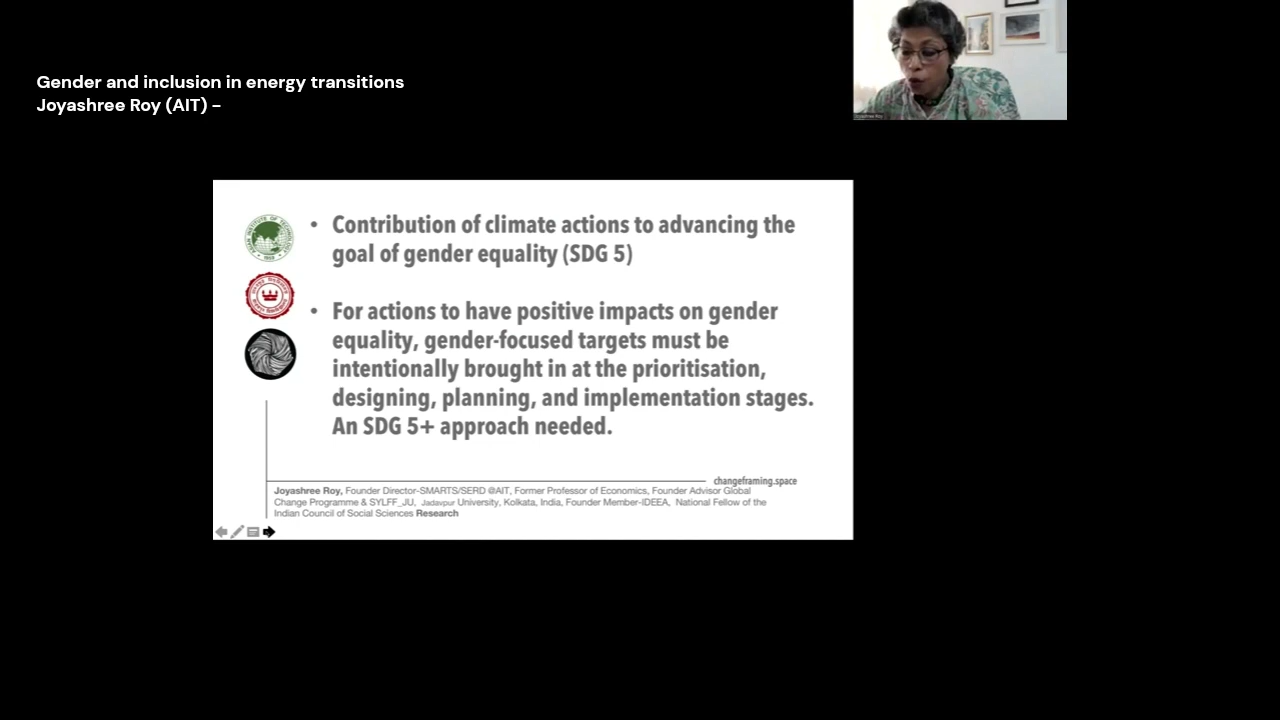 Gender and inclusion in energy transitions
Joyashree Roy (AIT) –
Joyashree Roy
• Contribution of climate actions to advancing the
goal of gender equality (SDG 5)
• For actions to have positive impacts on gender
equality, gender-focused targets must be
intentionally brought in at the prioritisation,
designing, planning, and implementation stages.
An SDG 5+ approach needed.
changeframing.space
Joyashree Roy, Founder Director-SMARTS/SERD @AIT, Former Professor of Economics, Founder Advisor Global
Change Programme & SYLFF_JU, Jadavpur University, Kolkata, India, Founder Member-IDEEA, National Fellow of the
Indian Council of Social Sciences Research